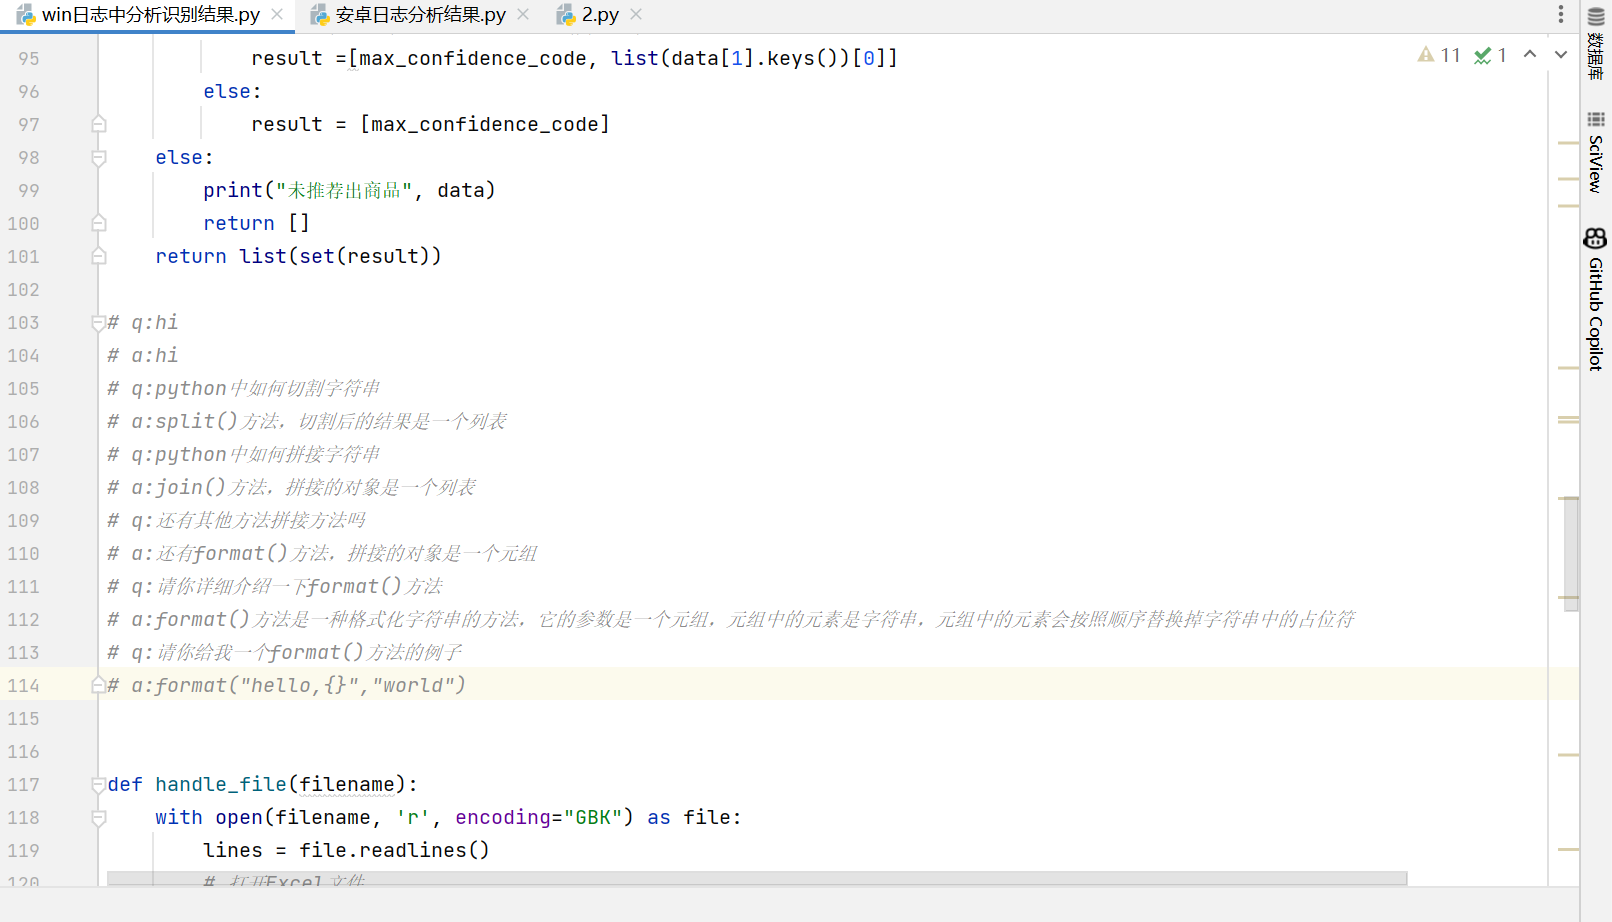 win日志中分析识别结果.py
安卓日志分析结果.py
2.py
11
1
95 result =[max_confidence_code, list(data[1].keys())[0]]
96 else:
97 result = [max_confidence_code]
98 else:
99 print("未推荐出商品", data)
100 return []
101 return list(set(result))
102
103 # q:hi
104 # a:hi
105 # q:python中如何切割字符串
106 # a:split()方法，切割后的结果是一个列表
107 # q:python中如何拼接字符串
108 # a:join()方法，拼接的对象是一个列表
109 # q:还有其他方法拼接方法吗
110 # a:还有format()方法，拼接的对象是一个元组
111 # q:请你详细介绍一下format()方法
112 # a:format()方法是一种格式化字符串的方法，它的参数是一个元组，元组中的元素是字符串，元组中的元素会按照顺序替换掉字符串中的占位符
113 # q:请你给我一个format()方法的例子
114 # a:format("hello,{}","world")
115
116
117 def handle_file(filename):
118 with open(filename, 'r', encoding="GBK") as file:
119 lines = file.readlines()
120 # 打开Excel文件
数据库
SciView
GitHub Copilot